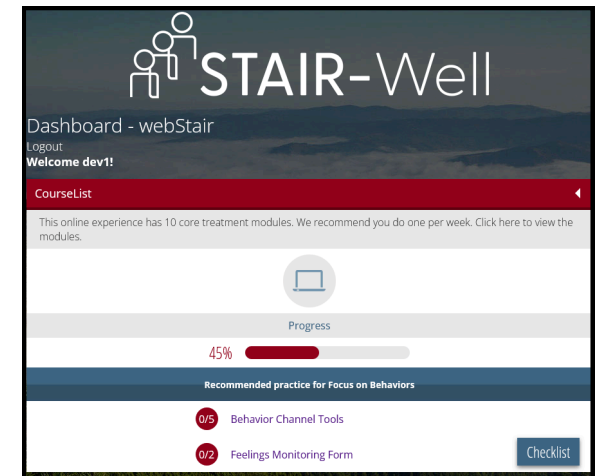 STAIR-Well
Dashboard - webStair
Logout
Welcome dev1!
CourseList
This online experience has 10 core treatment modules. We recommend you do one per week. Click here to view the
modules.
Progress
45%
Recommended practice for Focus on Behaviors
0/5 Behavior Channel Tools
0/2 Feelings Monitoring Form
Checklist